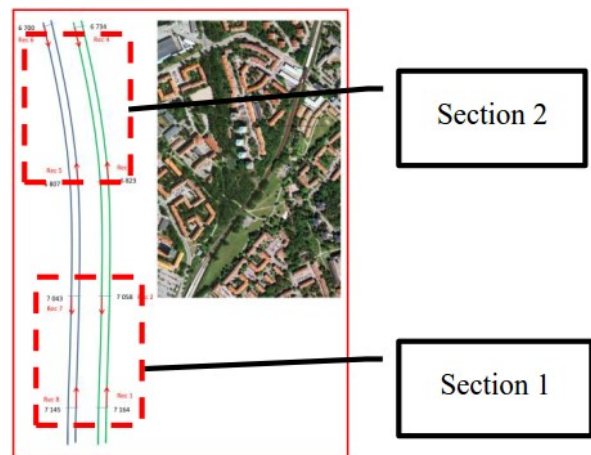 6 700
6 734
Rec 6
Rec 4
Section 2
Rec 5
Rec
6 823
7 043
7 058
Rec 7
Section 1
Rec 8
Rec 1
7 145
7 164